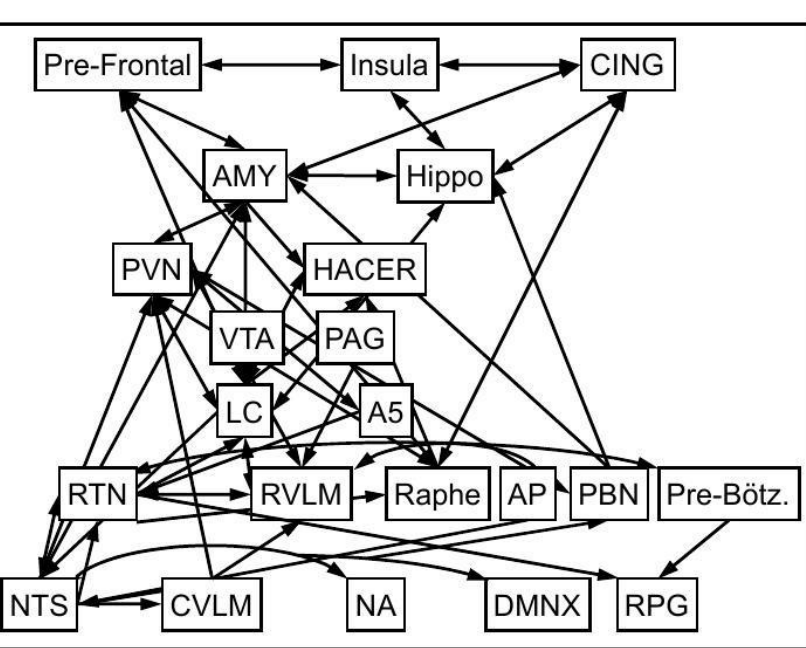 Pre-Frontal Insula CING
AMY Hippo
PVN HACER
VTA PAG
LC A5
RTN RVLM Raphe AP PBN Pre-Bötz.
NTS CVLM NA DMNX RPG